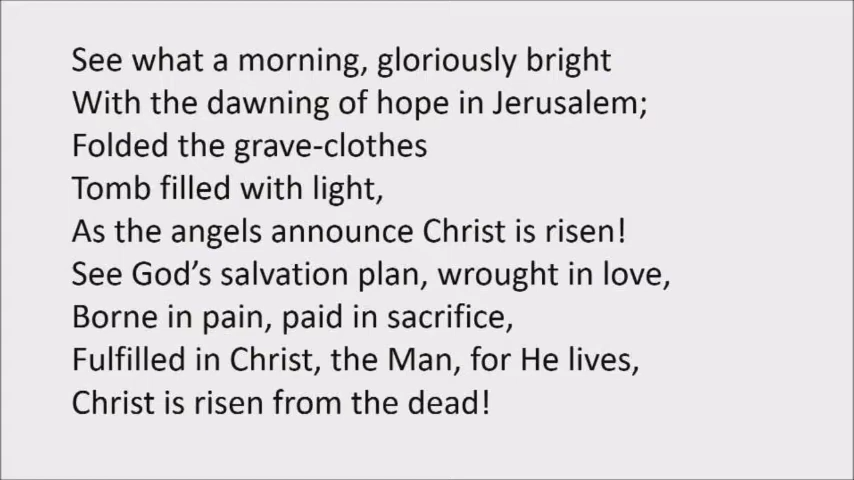 See what a morning, gloriously bright
With the dawning of hope in Jerusalem;
Folded the grave-clothes
Tomb filled with light,
As the angels announce Christ is risen!
See God’s salvation plan, wrought in love,
Borne in pain, paid in sacrifice,
Fulfilled in Christ, the Man, for He lives,
Christ is risen from the dead!